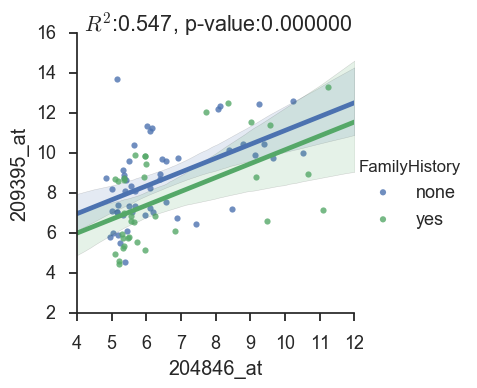 R²:0.547, p-value:0.000000
16
14
12
10
8
6
4
2
209395_at
4 5 6 7 8 9 10 11 12
204846_at
FamilyHistory
none
yes